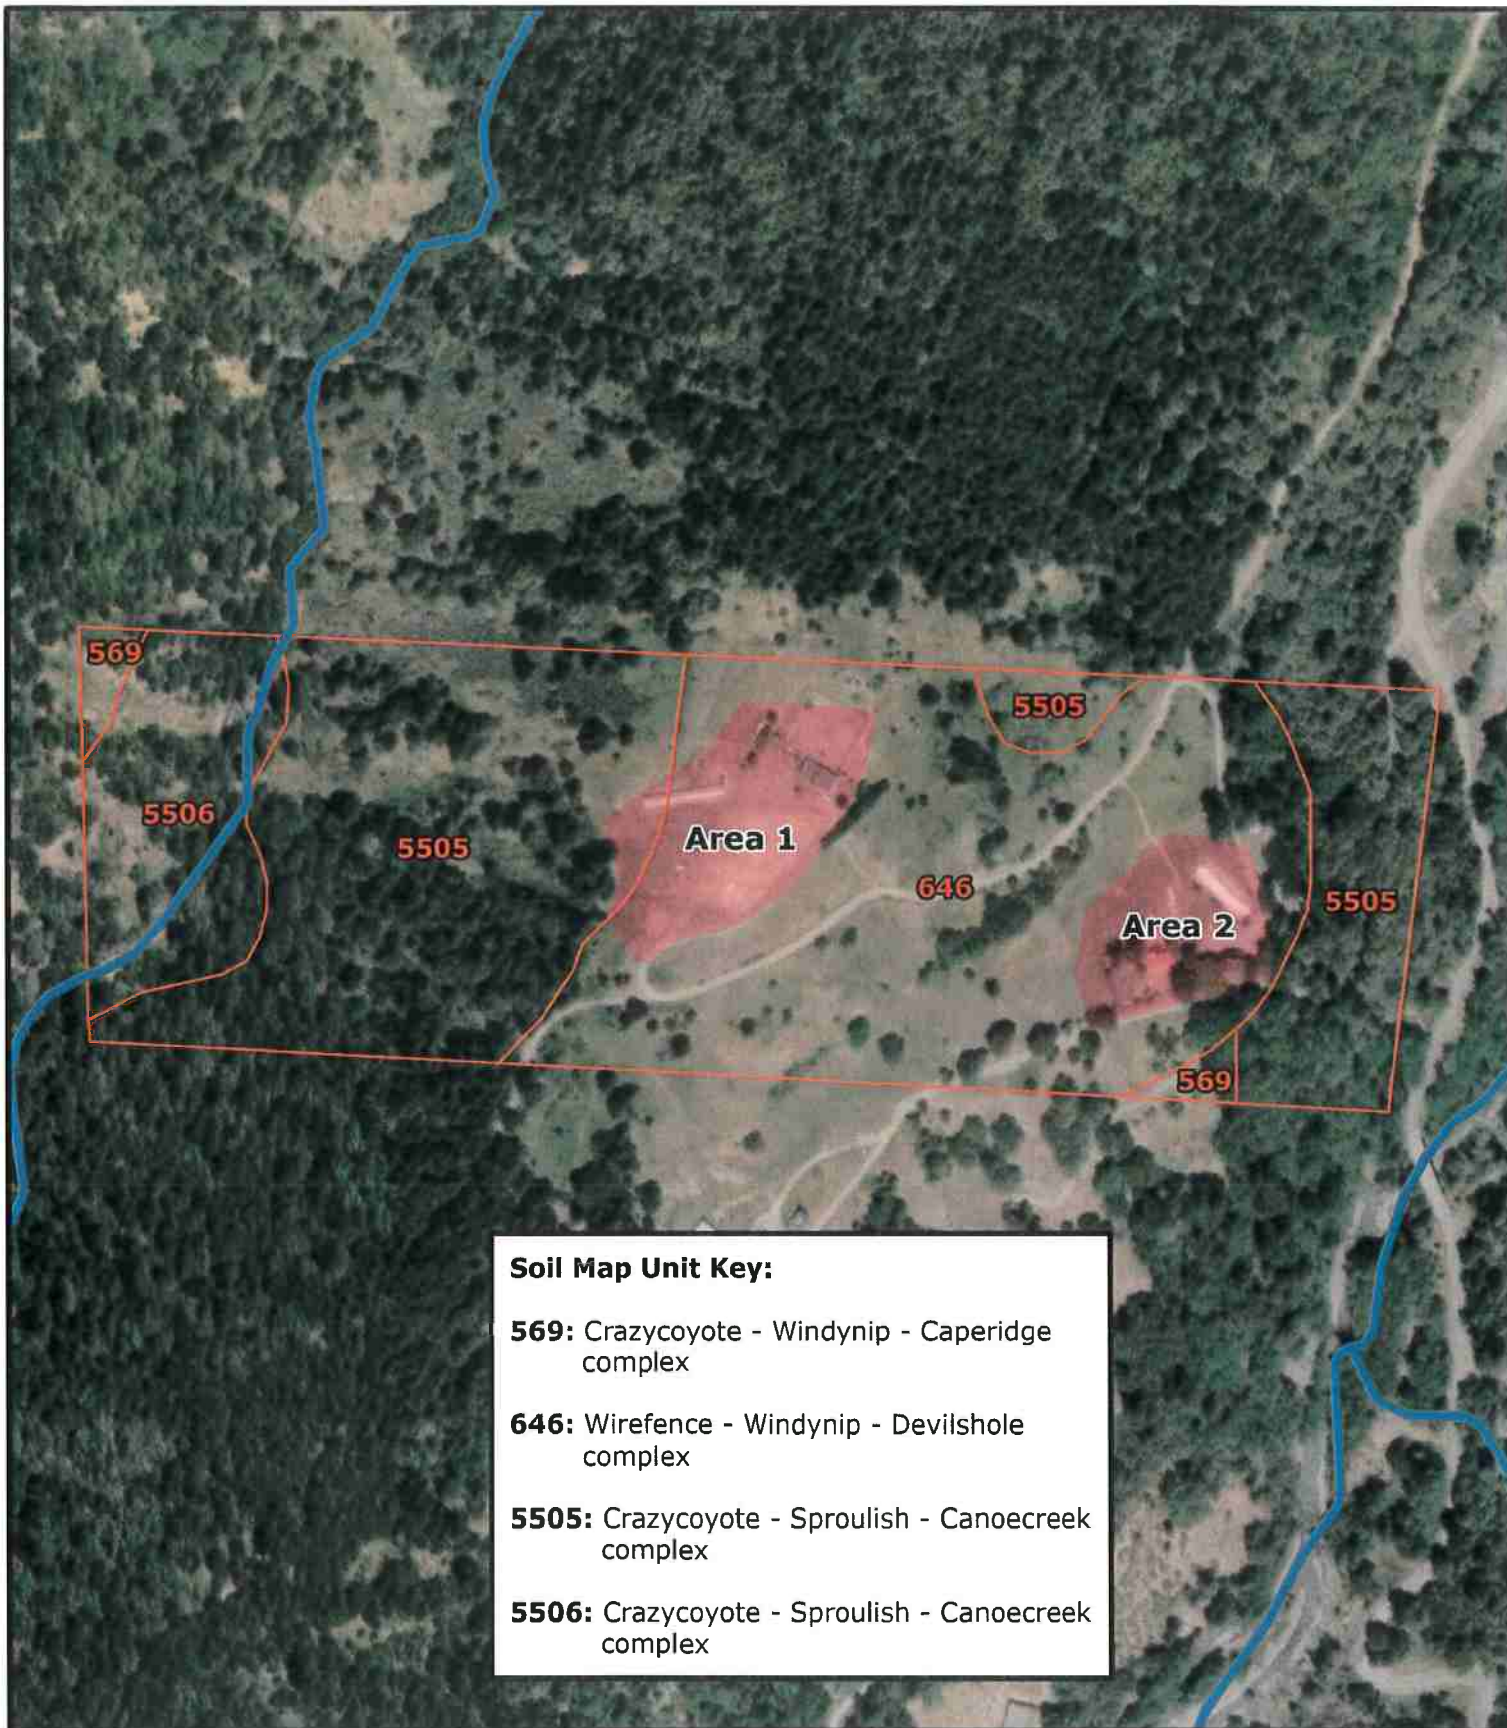 569
5505
5506
5505
Area 1
646
5505
Area 2
569
Soil Map Unit Key:
569: Crazycoyote - Windynip - Caperidge
complex
646: Wirefence - Windynip - Devilshole
complex
5505: Crazycoyote - Sproulish - Canoecreek
complex
5506: Crazycoyote - Sproulish - Canoecreek
complex